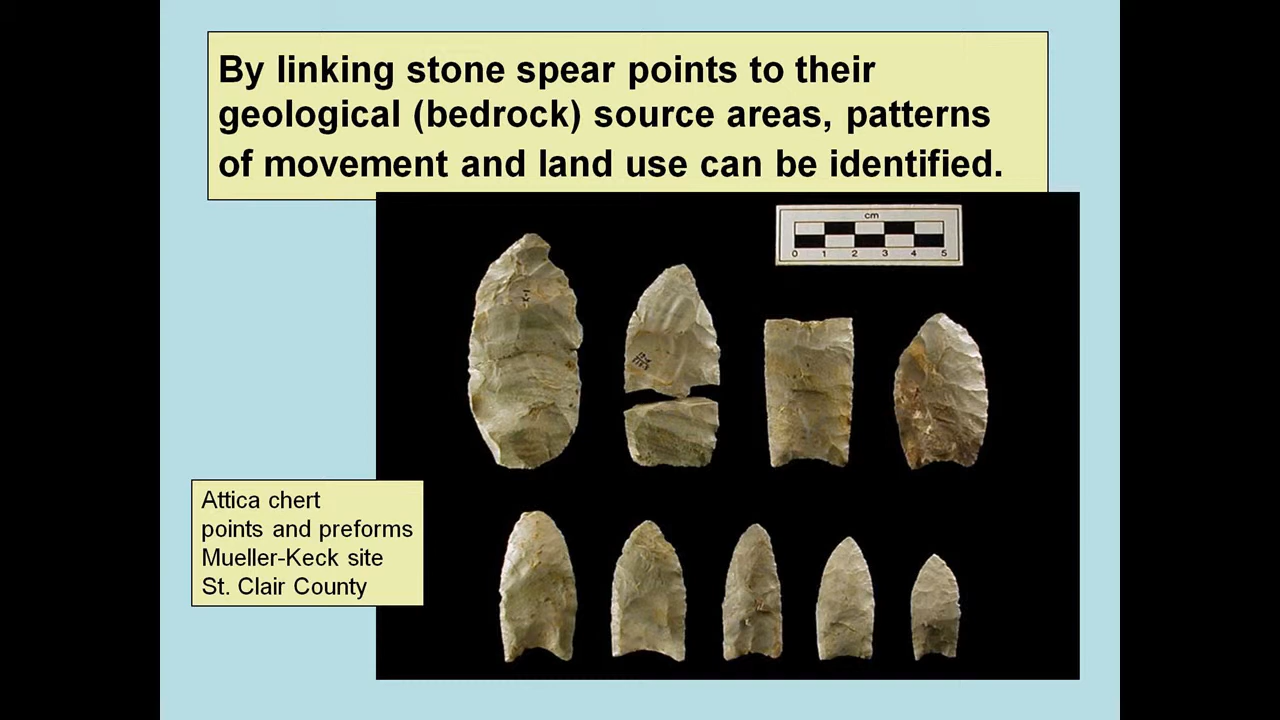 By linking stone spear points to their
geological (bedrock) source areas, patterns
of movement and land use can be identified.
cm
0 1 2 3 4 5
Attica chert
points and preforms
Mueller-Keck site
St. Clair County